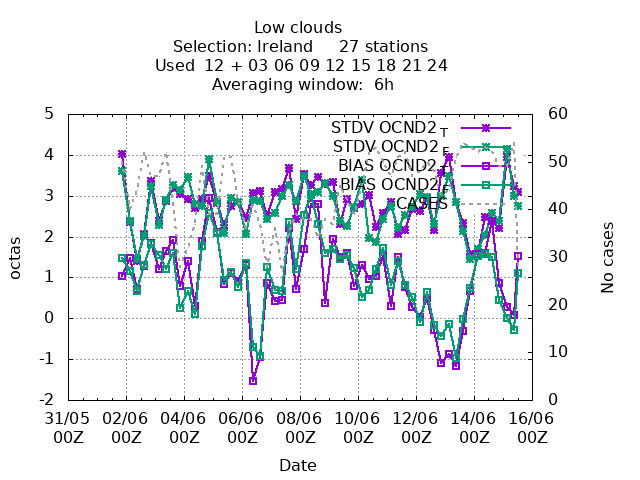 Low clouds
Selection: Ireland     27 stations
Used  12 + 03 06 09 12 15 18 21 24
Averaging window:  6h
5 60
STDV OCND2 T
STDV OCND2 F
BIAS OCND2 T
BIAS OCND2 F
CASES
4 50
3 40
2 30
1 20
0
-1 10
-2 0
octas
No cases
31/05 02/06 04/06 06/06 08/06 10/06 12/06 14/06 16/06
00Z 00Z 00Z 00Z 00Z 00Z 00Z 00Z 00Z
Date